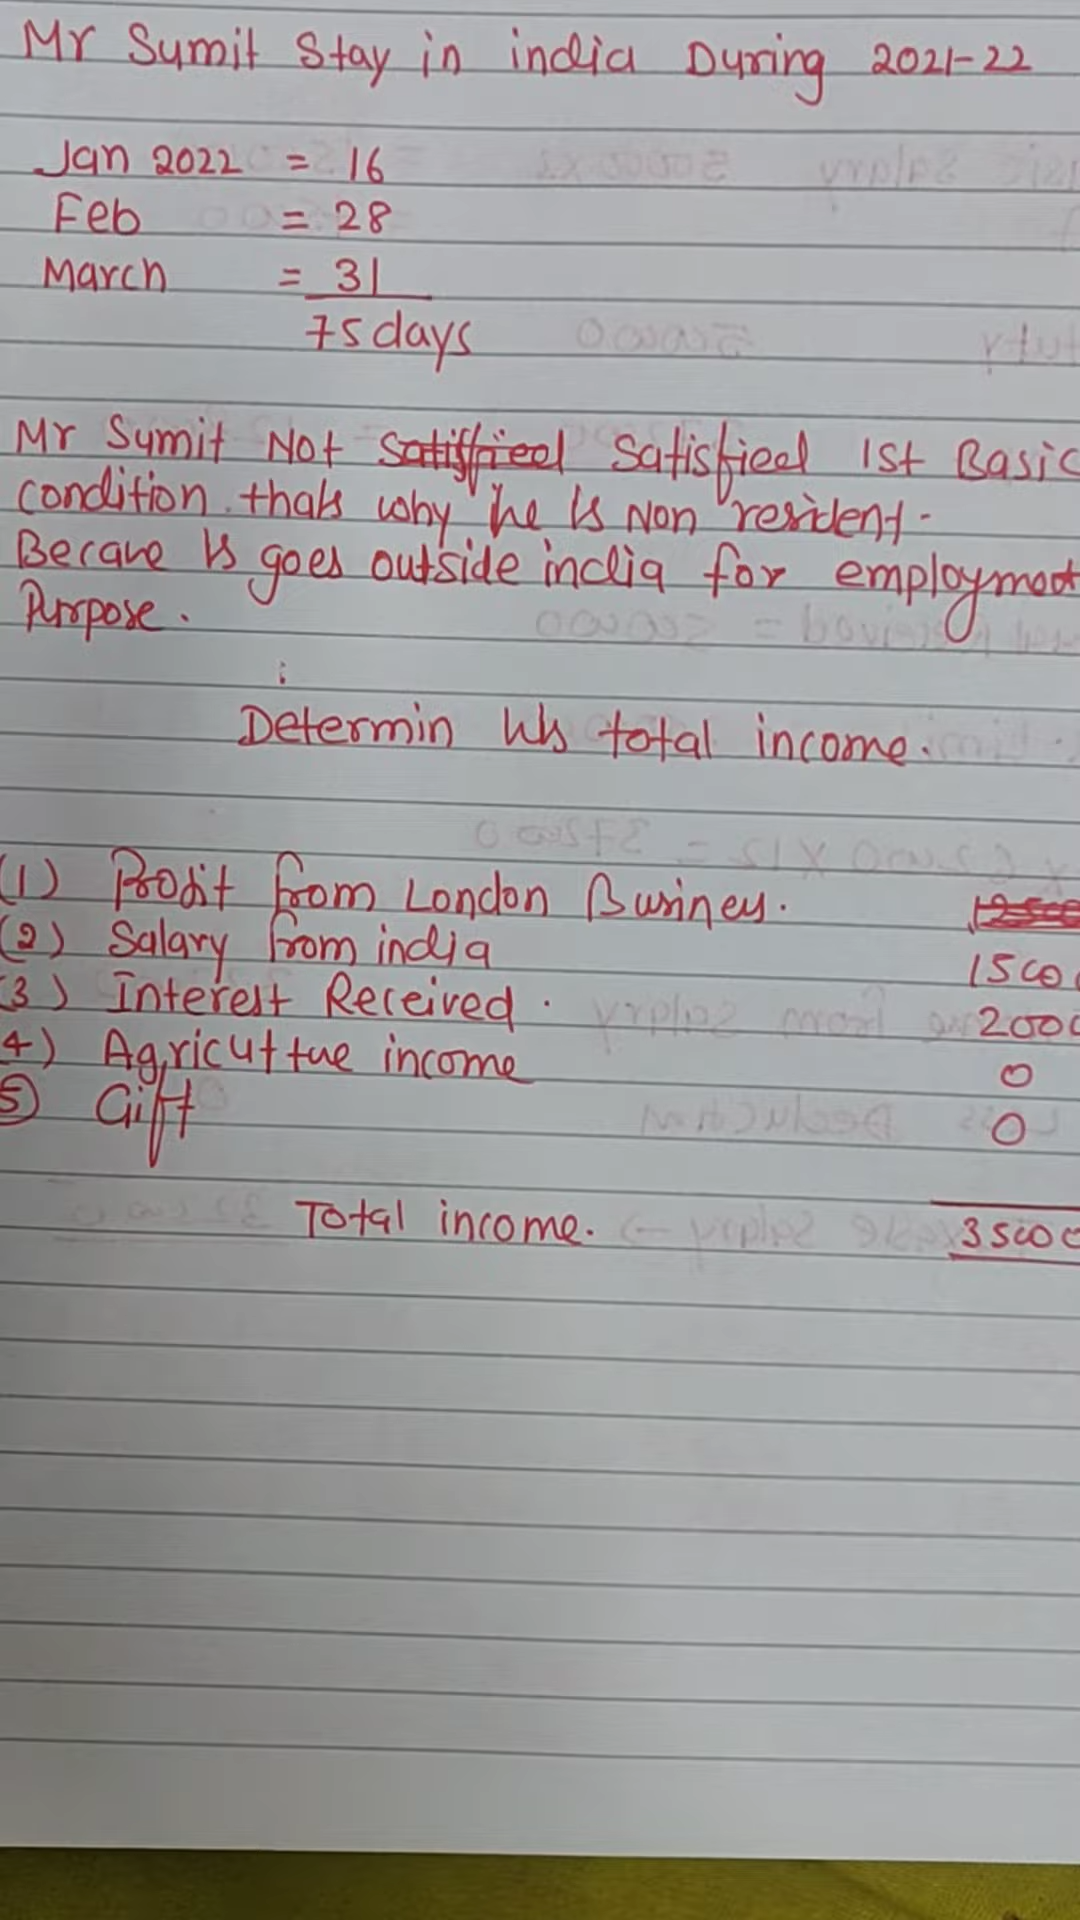 Mr Sumit Stay in india During 2021-22
Jan 2022 = 16
Feb = 28
March = 31
75 days
Mr Sumit Not Satisfied Satisfied 1st Basic
condition. thats why he is Non resident.
is goes outside india for employment
Purpose.
Determin his total income.
(1) Profit from London Business.
(2) Salary from india 1500
(3) Interest Received. 2000
4) Agricuttue income 0
5) Gift 0
Total income. 3500